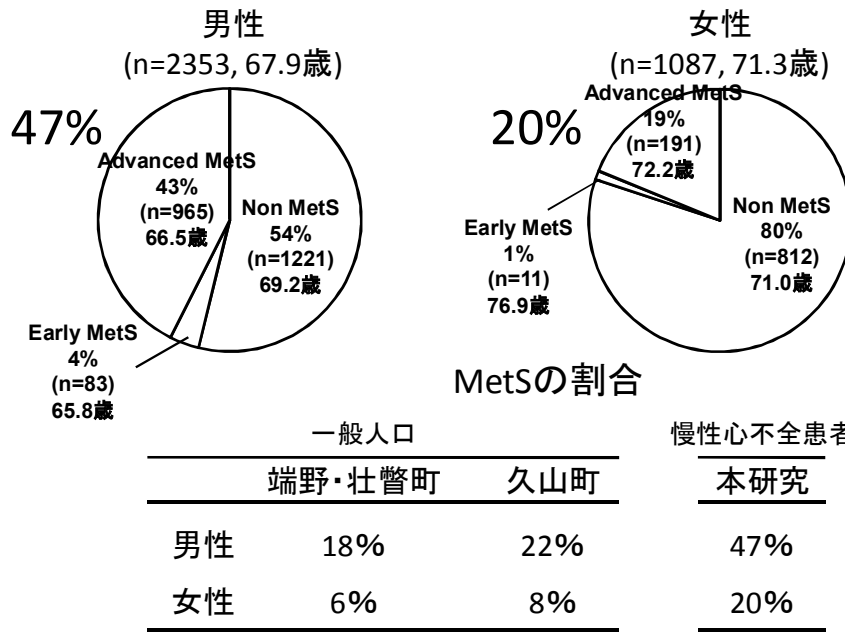 男性
(n=2353, 67.9歳)
47%
Advanced MetS
43%
(n=965)
66.5歳
Non MetS
54%
(n=1221)
69.2歳
Early MetS
4%
(n=83)
65.8歳
女性
(n=1087, 71.3歳)
20%
Advanced MetS
19%
(n=191)
72.2歳
Early MetS
1%
(n=11)
76.9歳
Non MetS
80%
(n=812)
71.0歳
MetSの割合
一般人口 慢性心不全患者
端野・壮瞥町 久山町 本研究
男性 18% 22% 47%
女性 6% 8% 20%